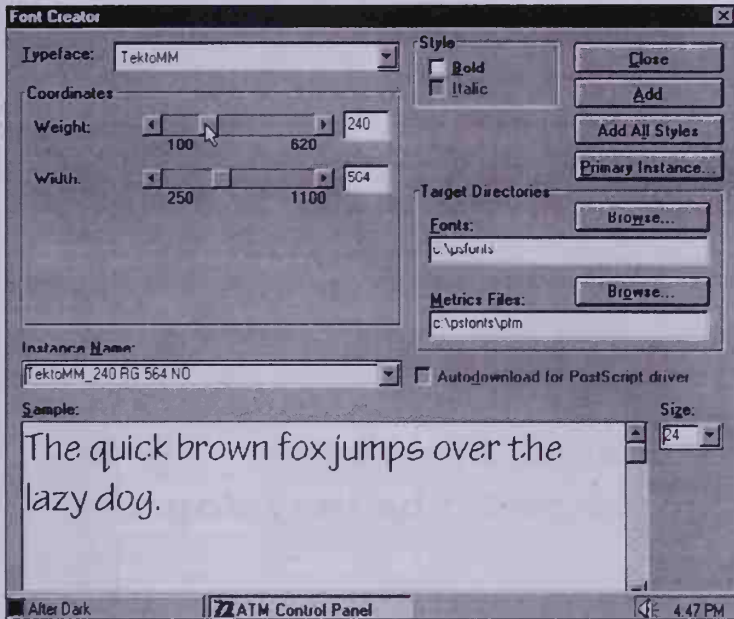 Font Creator
Typeface: TektoMM
Style
Bold
Italic
Close
Add
Add All Styles
Primary Instance...
Coordinates
Weight: 240
100 620
Width: 564
250 1100
Target Directories
Fonts: Browse...
c:\psfonts
Metrics Files: Browse...
c:\psfonts\pfm
Instance Name:
TektoMM_240 RG 564 NO
Autodownload for PostScript driver
Sample:
Size:
24
The quick brown fox jumps over the
lazy dog.
After Dark
ATM Control Panel
4:47 PM